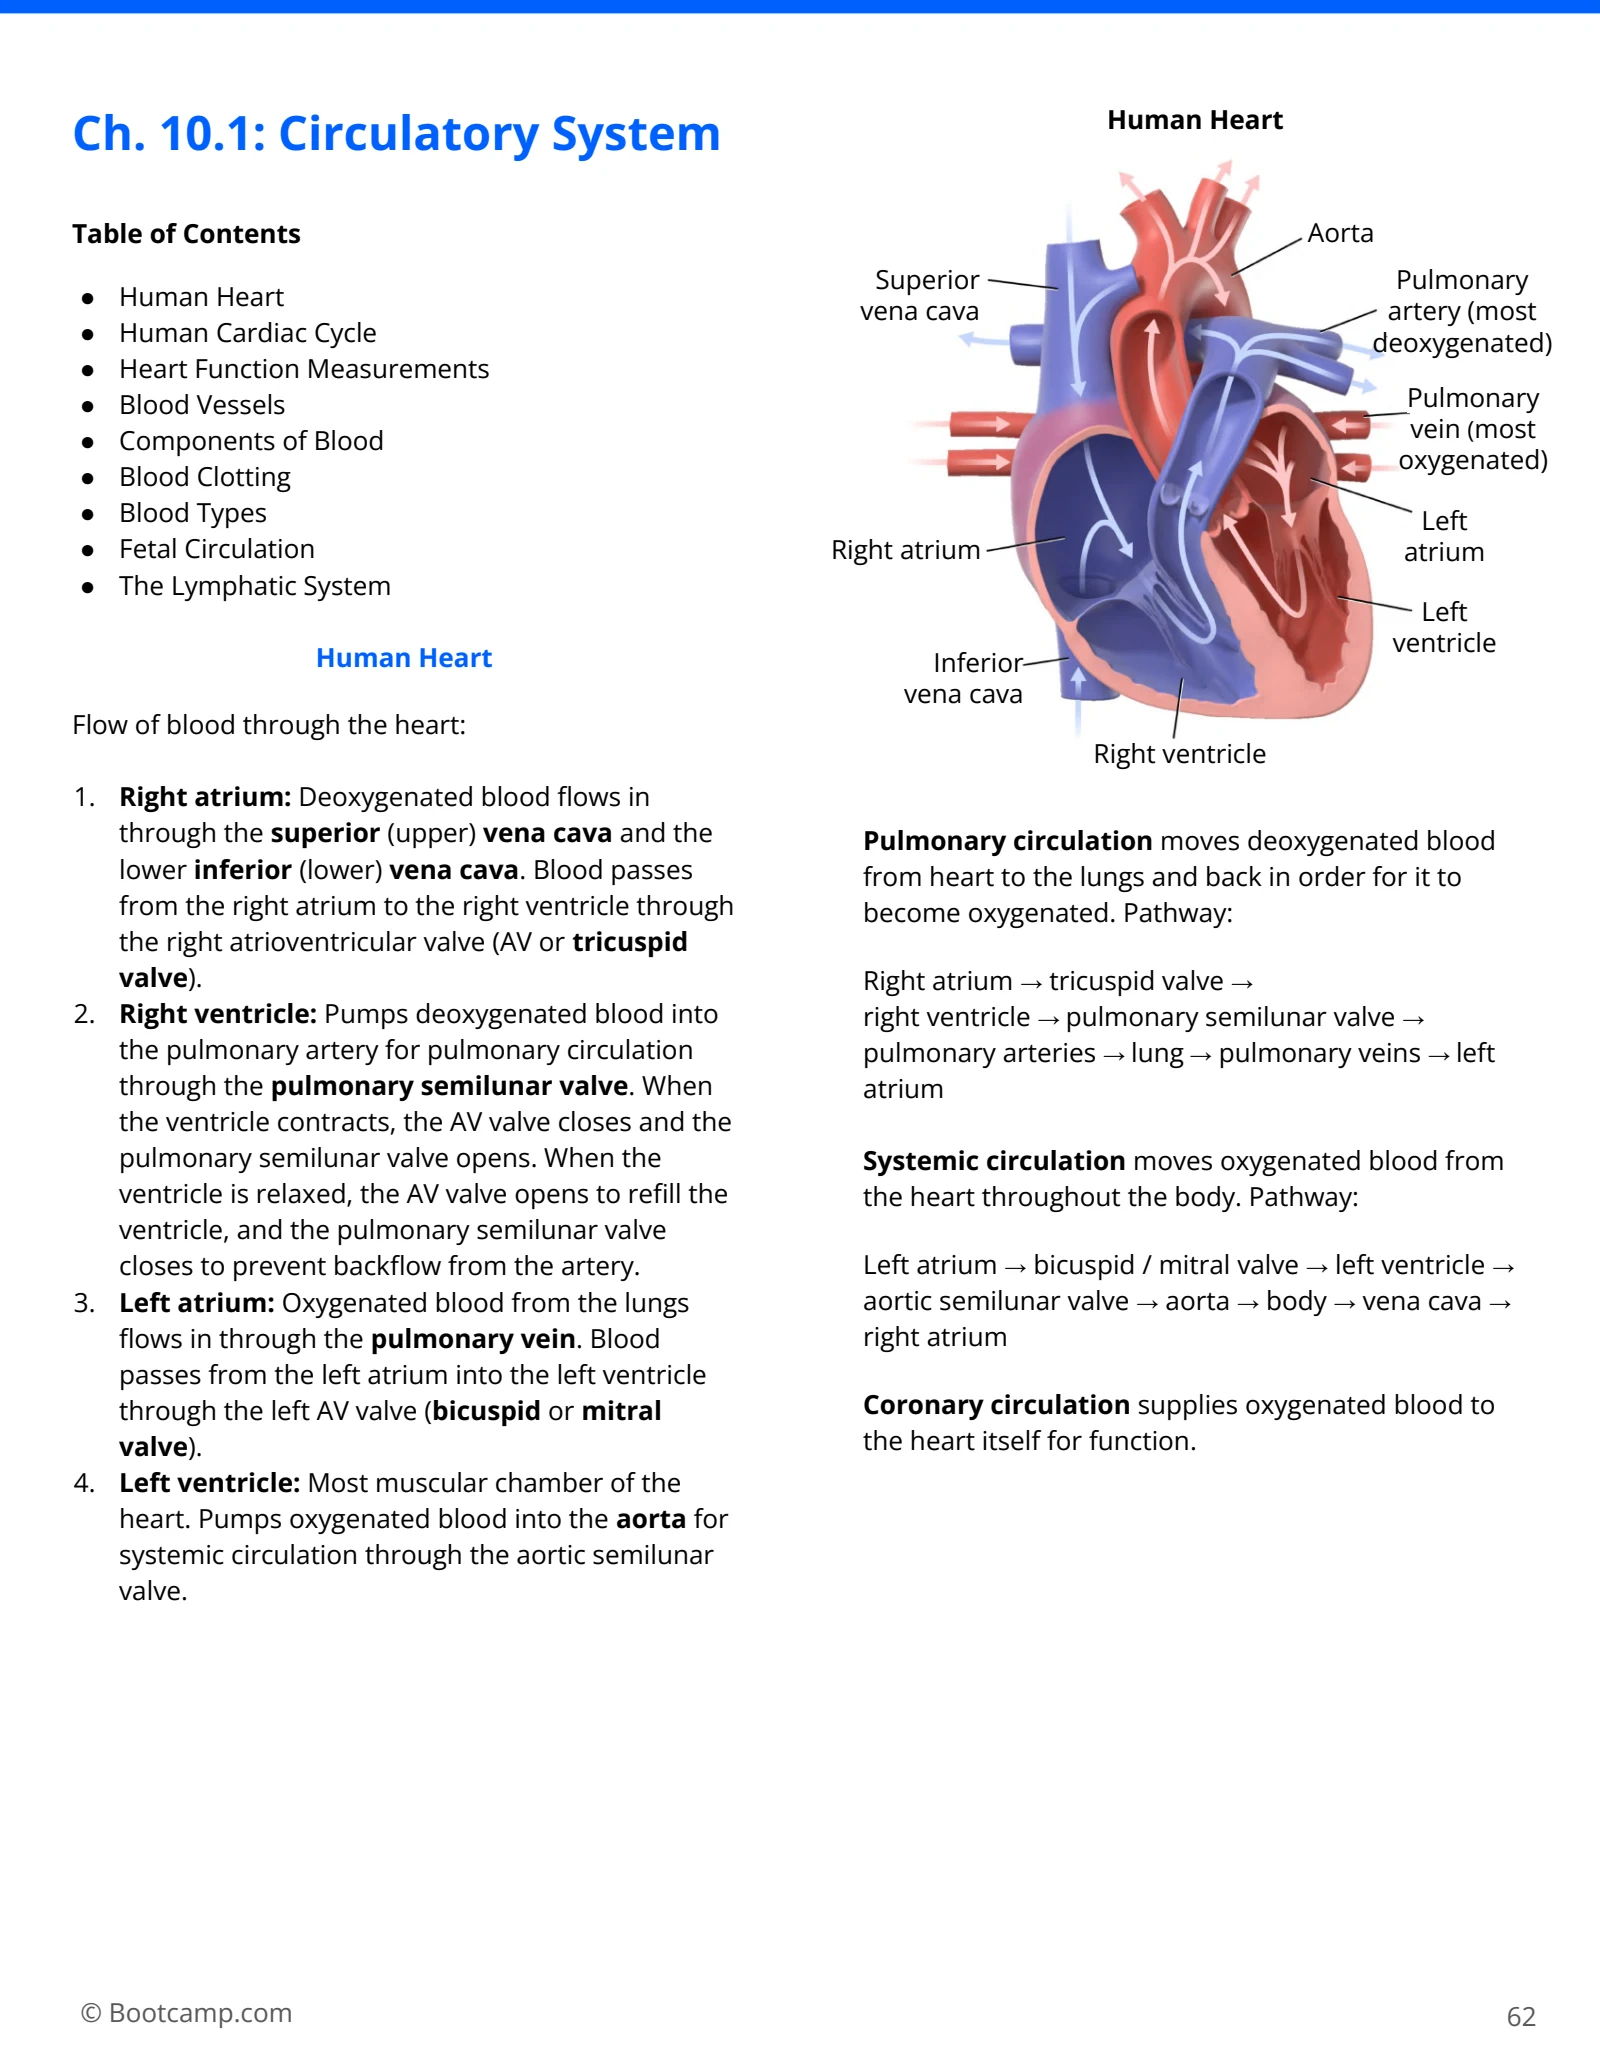 Ch. 10.1: Circulatory System
Table of Contents
● Human Heart
● Human Cardiac Cycle
● Heart Function Measurements
● Blood Vessels
● Components of Blood
● Blood Clotting
● Blood Types
● Fetal Circulation
● The Lymphatic System
Human Heart
Flow of blood through the heart:
1. Right atrium: Deoxygenated blood flows in
through the superior (upper) vena cava and the
lower inferior (lower) vena cava. Blood passes
from the right atrium to the right ventricle through
the right atrioventricular valve (AV or tricuspid
valve).
2. Right ventricle: Pumps deoxygenated blood into
the pulmonary artery for pulmonary circulation
through the pulmonary semilunar valve. When
the ventricle contracts, the AV valve closes and the
pulmonary semilunar valve opens. When the
ventricle is relaxed, the AV valve opens to refill the
ventricle, and the pulmonary semilunar valve
closes to prevent backflow from the artery.
3. Left atrium: Oxygenated blood from the lungs
flows in through the pulmonary vein. Blood
passes from the left atrium into the left ventricle
through the left AV valve (bicuspid or mitral
valve).
4. Left ventricle: Most muscular chamber of the
heart. Pumps oxygenated blood into the aorta for
systemic circulation through the aortic semilunar
valve.
Human Heart
Aorta
Superior
vena cava
Pulmonary
artery (most
deoxygenated)
Pulmonary
vein (most
oxygenated)
Left
atrium
Right atrium
Left
ventricle
Inferior
vena cava
Right ventricle
Pulmonary circulation moves deoxygenated blood
from heart to the lungs and back in order for it to
become oxygenated. Pathway:
Right atrium → tricuspid valve →
right ventricle → pulmonary semilunar valve →
pulmonary arteries → lung → pulmonary veins → left
atrium
Systemic circulation moves oxygenated blood from
the heart throughout the body. Pathway:
Left atrium → bicuspid / mitral valve → left ventricle →
aortic semilunar valve → aorta → body → vena cava →
right atrium
Coronary circulation supplies oxygenated blood to
the heart itself for function.
© Bootcamp.com
62